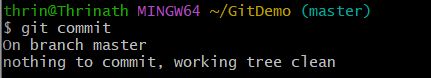 thrin@Thrinath MINGW64 ~/GitDemo (master)
$ git commit
On branch master
nothing to commit, working tree clean